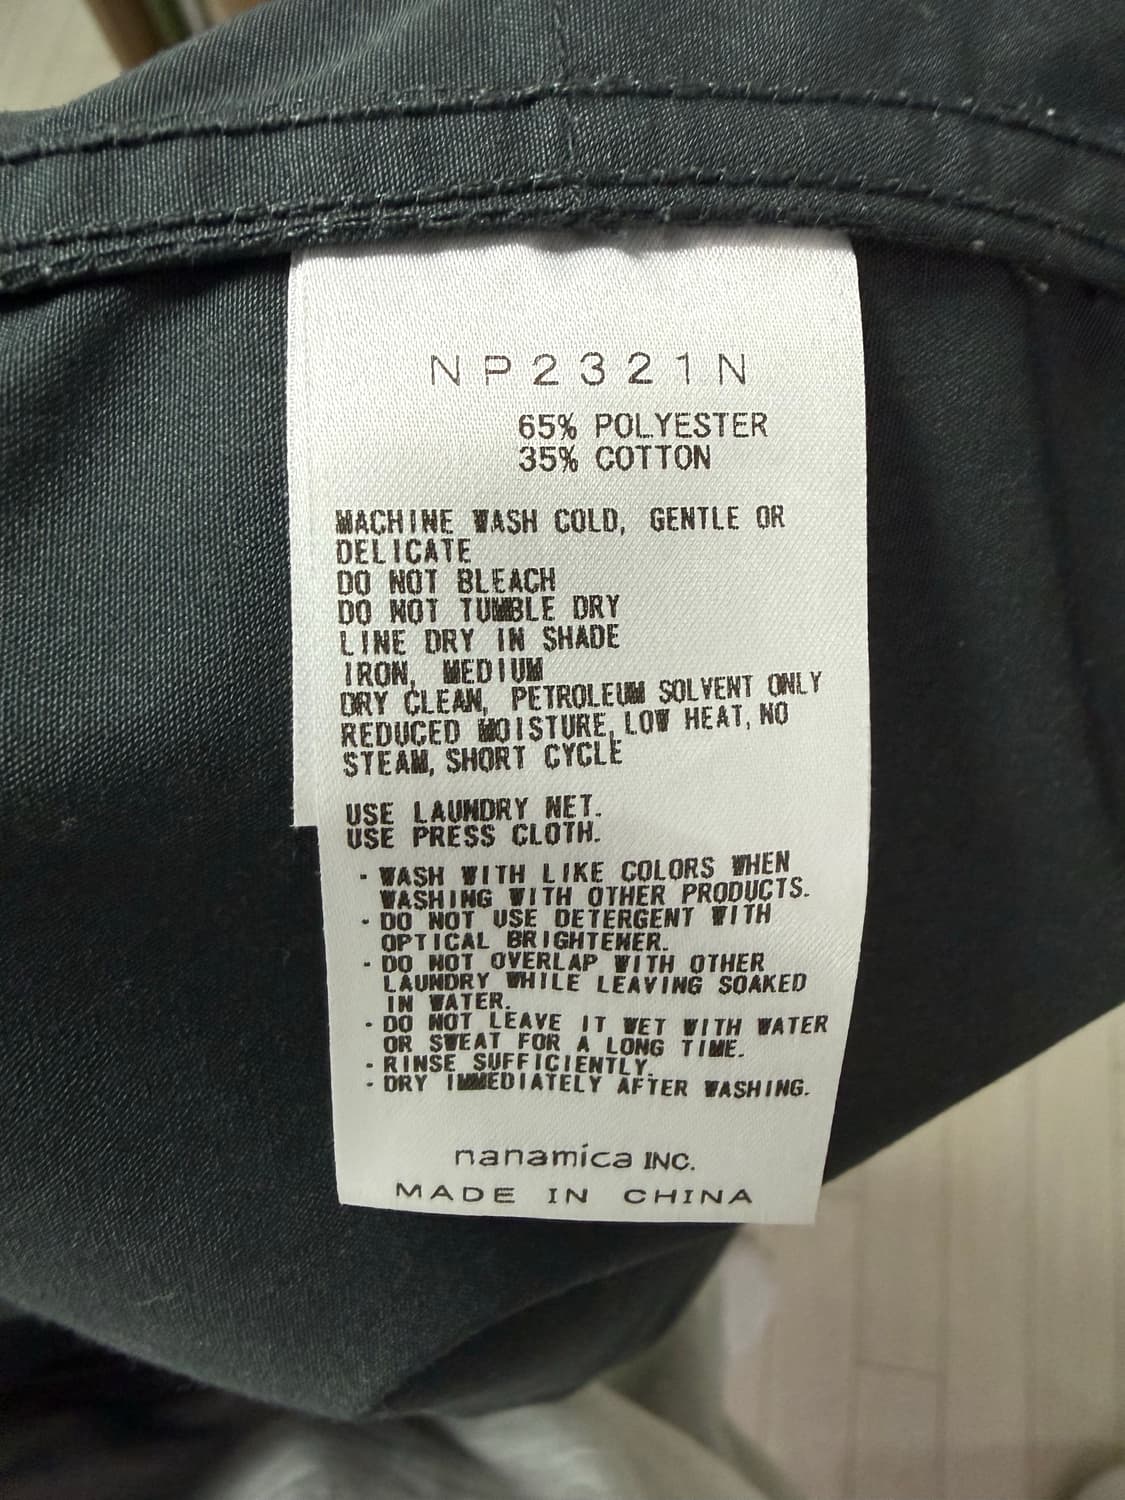 NP2321N
65% POLYESTER
35% COTTON
MACHINE WASH COLD, GENTLE OR
DELICATE
DO NOT BLEACH
DO NOT TUMBLE DRY
LINE DRY IN SHADE
IRON, MEDIUM
DRY CLEAN, PETROLEUM SOLVENT ONLY
REDUCED MOISTURE, LOW HEAT, NO
STEAM, SHORT CYCLE
USE LAUNDRY NET.
USE PRESS CLOTH.
・WASH WITH LIKE COLORS WHEN
WASHING WITH OTHER PRODUCTS.
・DO NOT USE DETERGENT WITH
OPTICAL BRIGHTENER.
・DO NOT OVERLAP WITH OTHER
LAUNDRY WHILE LEAVING SOAKED
IN WATER.
・DO NOT LEAVE IT WET WITH WATER
OR SWEAT FOR A LONG TIME.
・RINSE SUFFICIENTLY.
・DRY IMMEDIATELY AFTER WASHING.
nanamica INC.
MADE IN CHINA